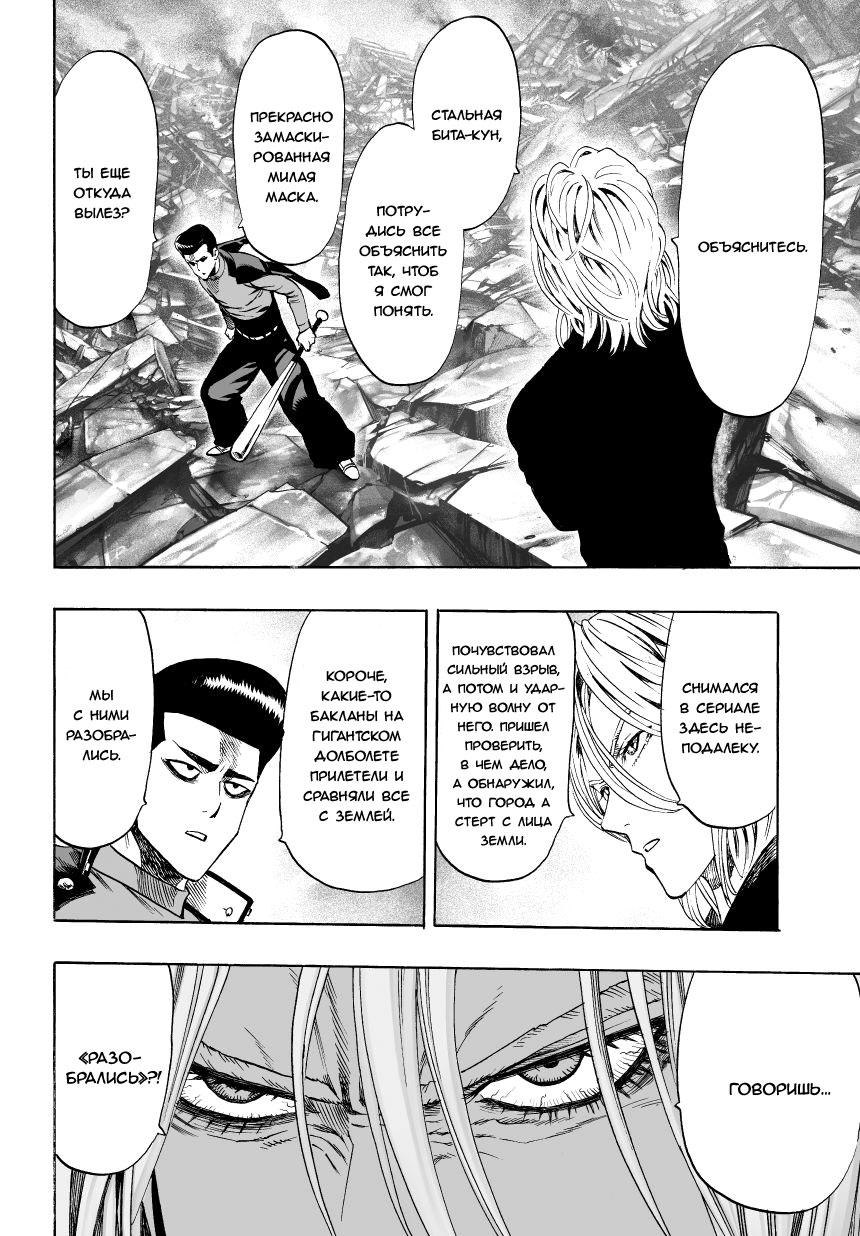 ОБЪЯСНИТЕСЬ.
СТАЛЬНАЯ
БИТА-КУН,
ПОТРУ-
ДИСЬ ВСЕ
ОБЪЯСНИТЬ
ТАК, ЧТОБ
Я СМОГ
ПОНЯТЬ.
ПРЕКРАСНО
ЗАМАСКИ-
РОВАННАЯ
МИЛАЯ
МАСКА.
ТЫ ЕЩЕ
ОТКУДА
ВЫЛЕЗ?
СНИМАЛСЯ
В СЕРИАЛЕ
ЗДЕСЬ НЕ-
ПОДАЛЕКУ.
ПОЧУВСТВОВАЛ
СИЛЬНЫЙ ВЗРЫВ,
А ПОТОМ И УДАР-
НУЮ ВОЛНУ ОТ
НЕГО. ПРИШЕЛ
ПРОВЕРИТЬ,
В ЧЕМ ДЕЛО,
А ОБНАРУЖИЛ,
ЧТО ГОРОД А
СТЕРТ С ЛИЦА
ЗЕМЛИ.
КОРОЧЕ,
КАКИЕ-ТО
БАКЛАНЫ НА
ГИГАНТСКОМ
ДОЛБОЛЕТЕ
ПРИЛЕТЕЛИ И
СРАВНЯЛИ ВСЕ
С ЗЕМЛЕЙ.
МЫ
С НИМИ
РАЗОБРА-
ЛИСЬ.
ГОВОРИШЬ...
«РАЗО-
БРАЛИСЬ»?!